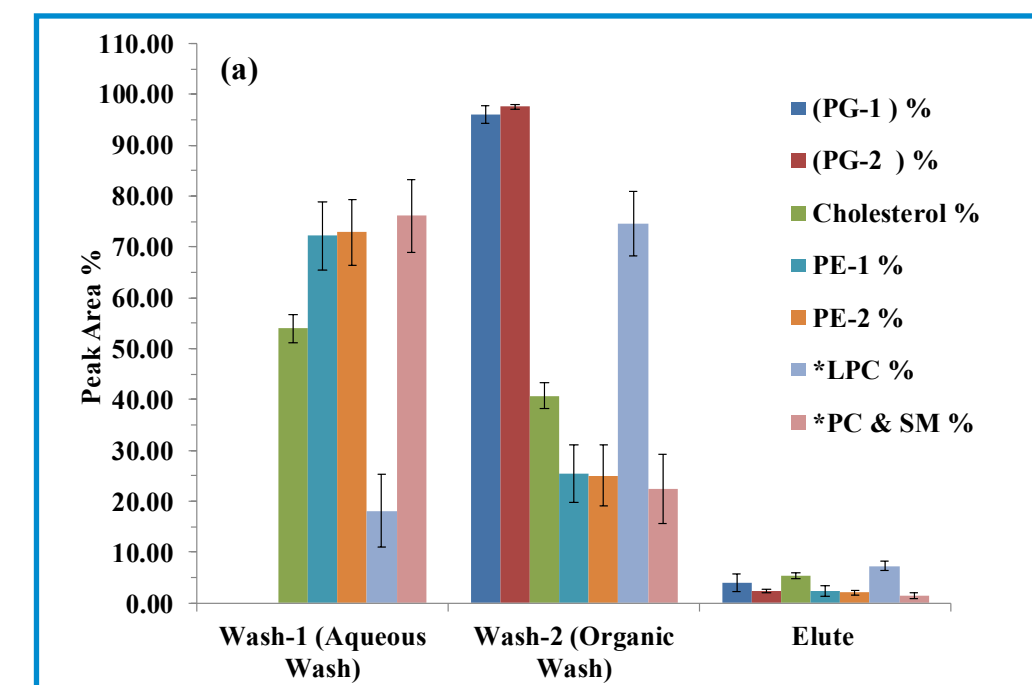 (a)
Peak Area %
110.00
100.00
90.00
80.00
70.00
60.00
50.00
40.00
30.00
20.00
10.00
0.00
(PG-1 ) %
(PG-2  ) %
Cholesterol %
PE-1 %
PE-2 %
*LPC %
*PC & SM %
Wash-1 (Aqueous
Wash)
Wash-2 (Organic
Wash)
Elute